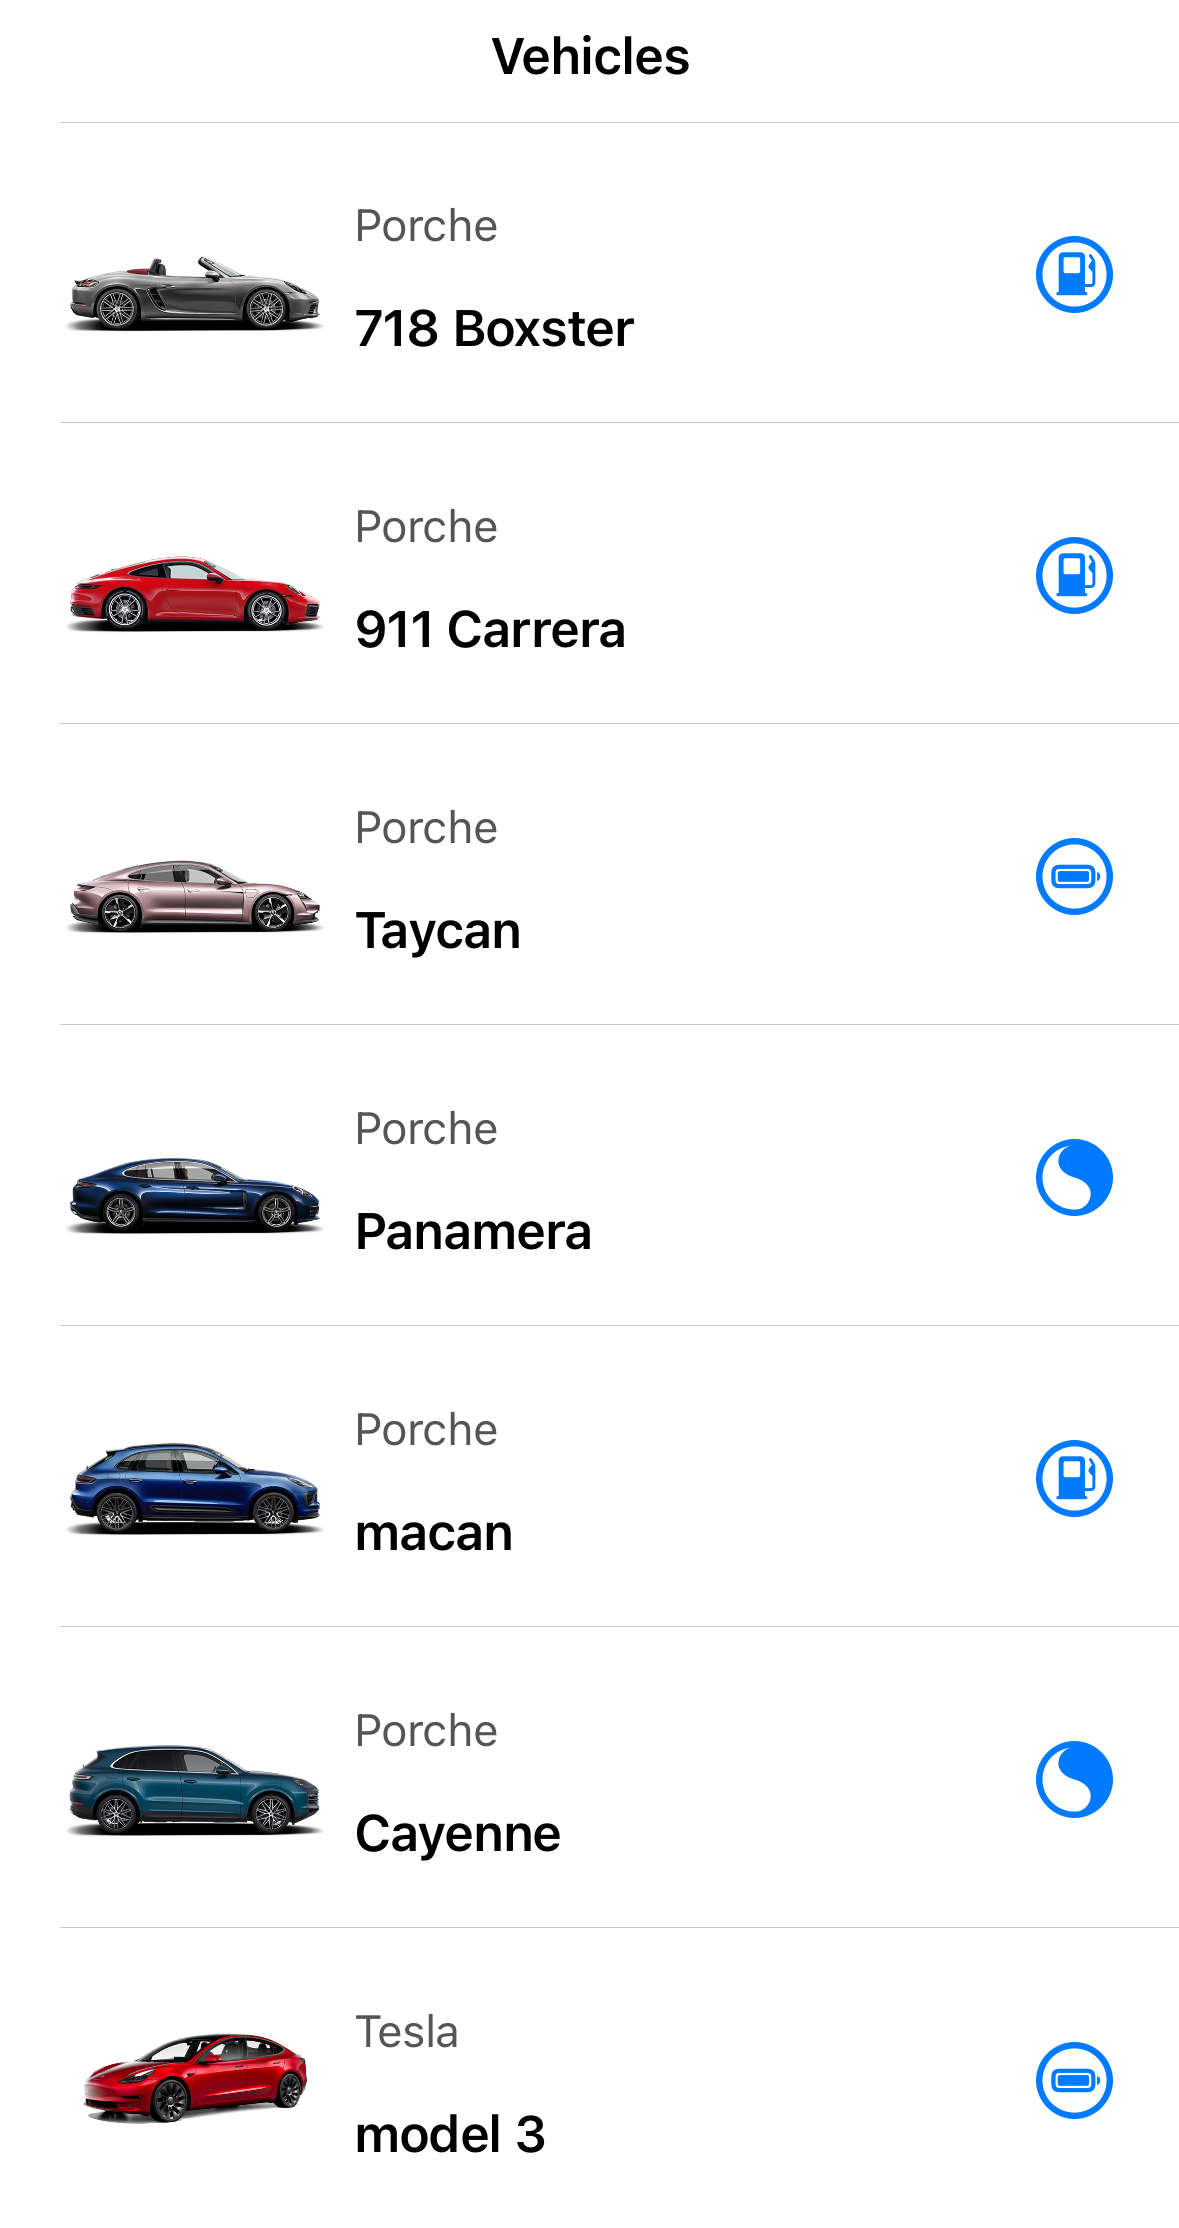 Vehicles
Porche
718 Boxster
Porche
911 Carrera
Porche
Taycan
Porche
Panamera
Porche
macan
Porche
Cayenne
Tesla
model 3